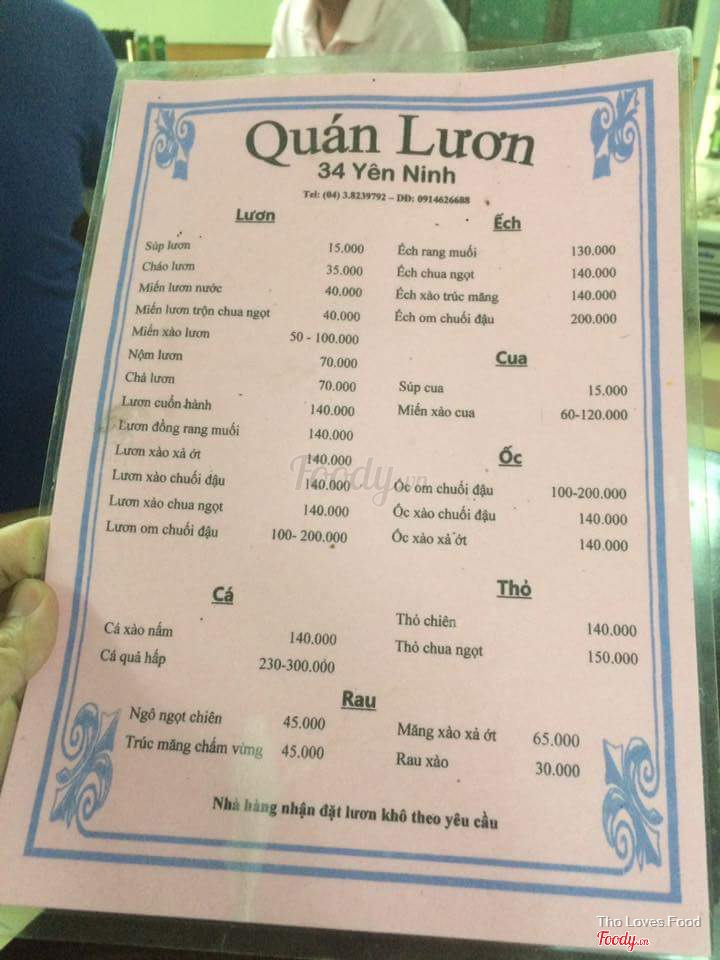 Quán Lươn
34 Yên Ninh
Tel: (04) 3.8239792 – DĐ: 0914626688
Lươn
Súp lươn 15.000
Cháo lươn 35.000
Miến lươn nước 40.000
Miến lươn trộn chua ngọt 40.000
Miến xào lươn 50 - 100.000
Nộm lươn 70.000
Chả lươn 70.000
Lươn cuốn hành 140.000
Lươn đồng rang muối 140.000
Lươn xào xả ớt 140.000
Lươn xào chuối đậu 140.000
Lươn xào chua ngọt 140.000
Lươn om chuối đậu 100- 200.000
Ếch
Ếch rang muối 130.000
Ếch chua ngọt 140.000
Ếch xào trúc măng 140.000
Ếch om chuối đậu 200.000
Cua
Súp cua 15.000
Miến xào cua 60-120.000
Ốc
Ốc om chuối đậu 100-200.000
Ốc xào chuối đậu 140.000
Ốc xào xả ớt 140.000
Cá
Cá xào nấm 140.000
Cá quả hấp 230-300.000
Thỏ
Thỏ chiên 140.000
Thỏ chua ngọt 150.000
Rau
Ngô ngọt chiên 45.000
Trúc măng chấm vừng 45.000
Măng xào xả ớt 65.000
Rau xào 30.000
Nhà hàng nhận đặt lươn khô theo yêu cầu
Foody.vn
Tho Loves Food
Foody.vn